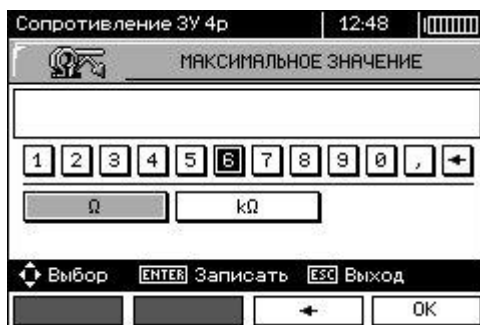 Сопротивление ЗУ 4p 12:48
МАКСИМАЛЬНОЕ ЗНАЧЕНИЕ
1 2 3 4 5 6 7 8 9 0 , ←
Ω kΩ
Выбор ENTER Записать ESC Выход
← OK